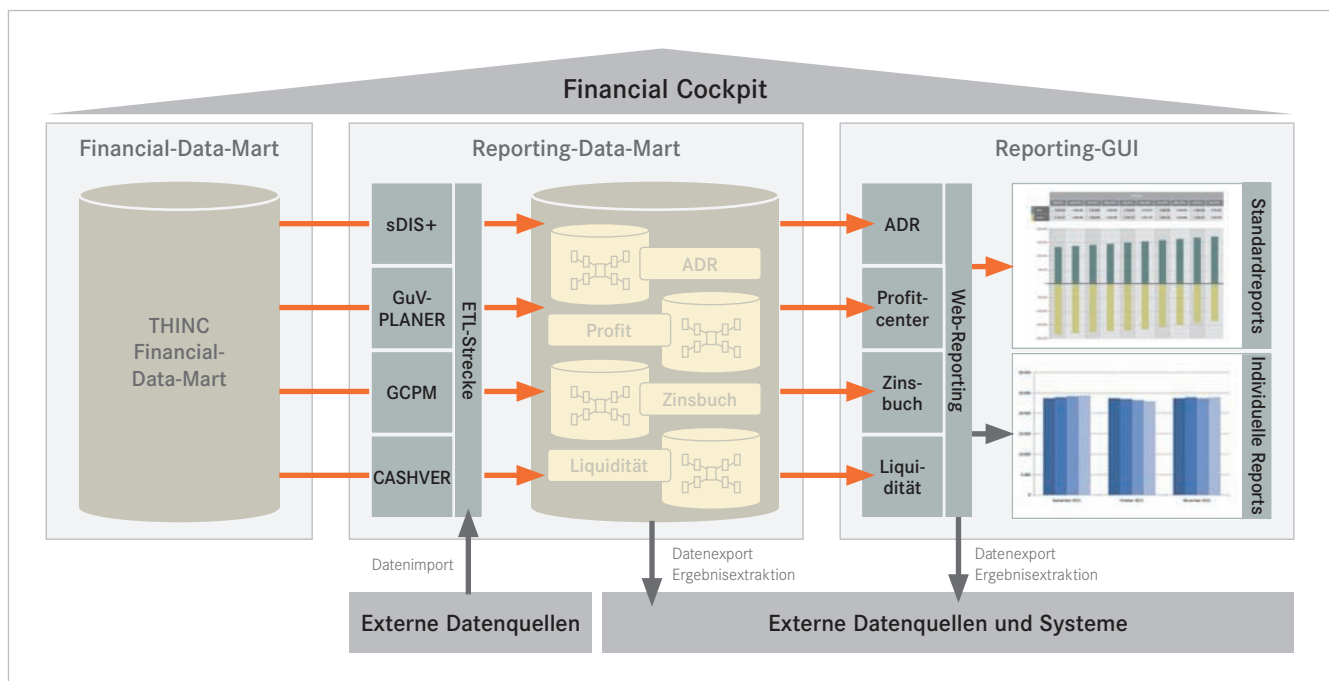 Financial Cockpit
Financial-Data-Mart
THINC
Financial-
Data-Mart
Reporting-Data-Mart
sDIS+
GuV-
PLANER
GCPM
CASHVER
ETL-Strecke
ADR
Profit
Zinsbuch
Liquidität
Reporting-GUI
ADR
Profit-
center
Zins-
buch
Liqui-
dität
Web-Reporting
Standardreports
Individuelle Reports
Datenimport
Datenexport
Ergebnisextraktion
Datenexport
Ergebnisextraktion
Externe Datenquellen
Externe Datenquellen und Systeme